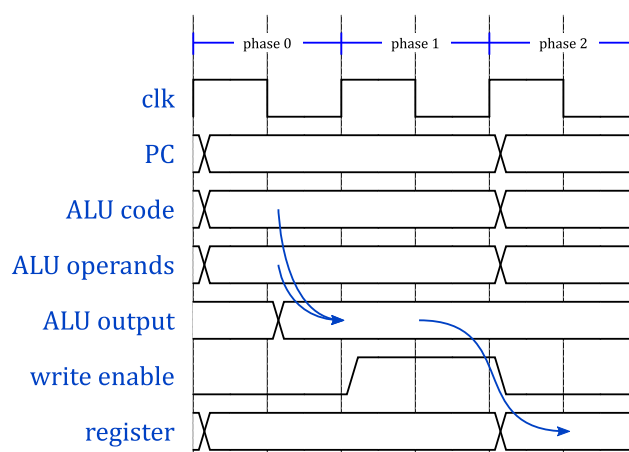 phase 0 phase 1 phase 2
clk
PC
ALU code
ALU operands
ALU output
write enable
register